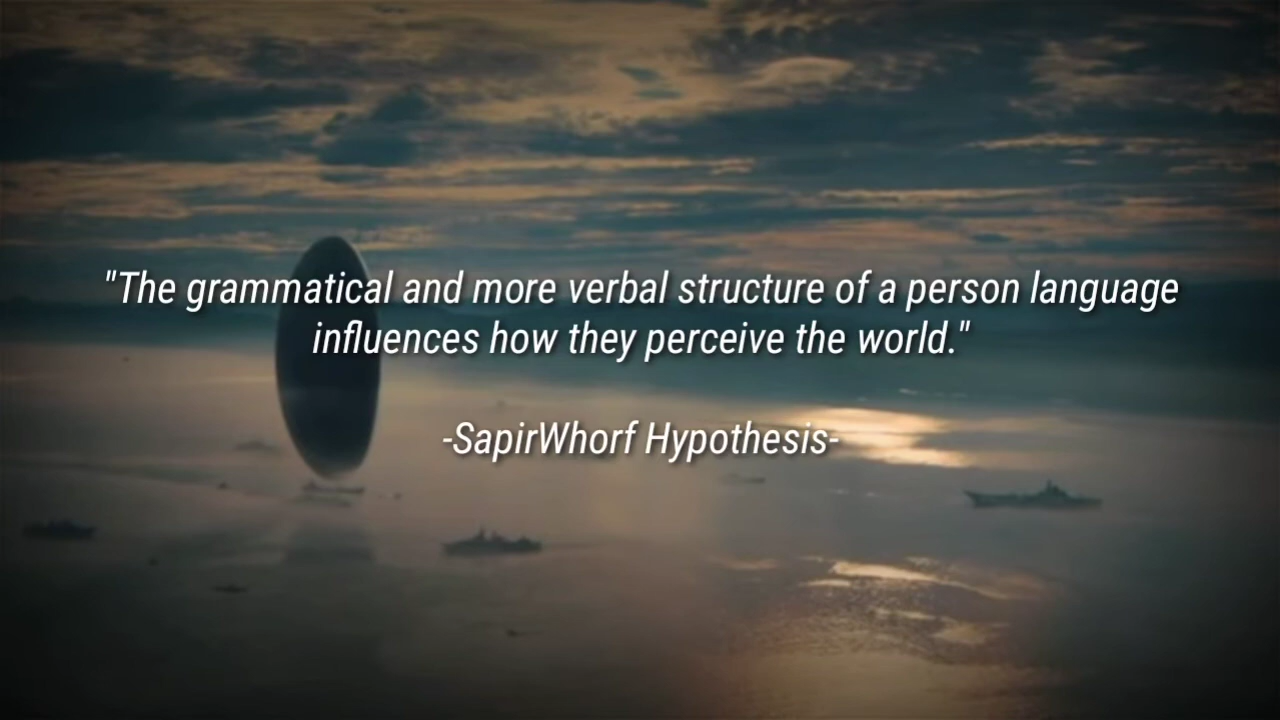 "The grammatical and more verbal structure of a person language
influences how they perceive the world."
-SapirWhorf Hypothesis-